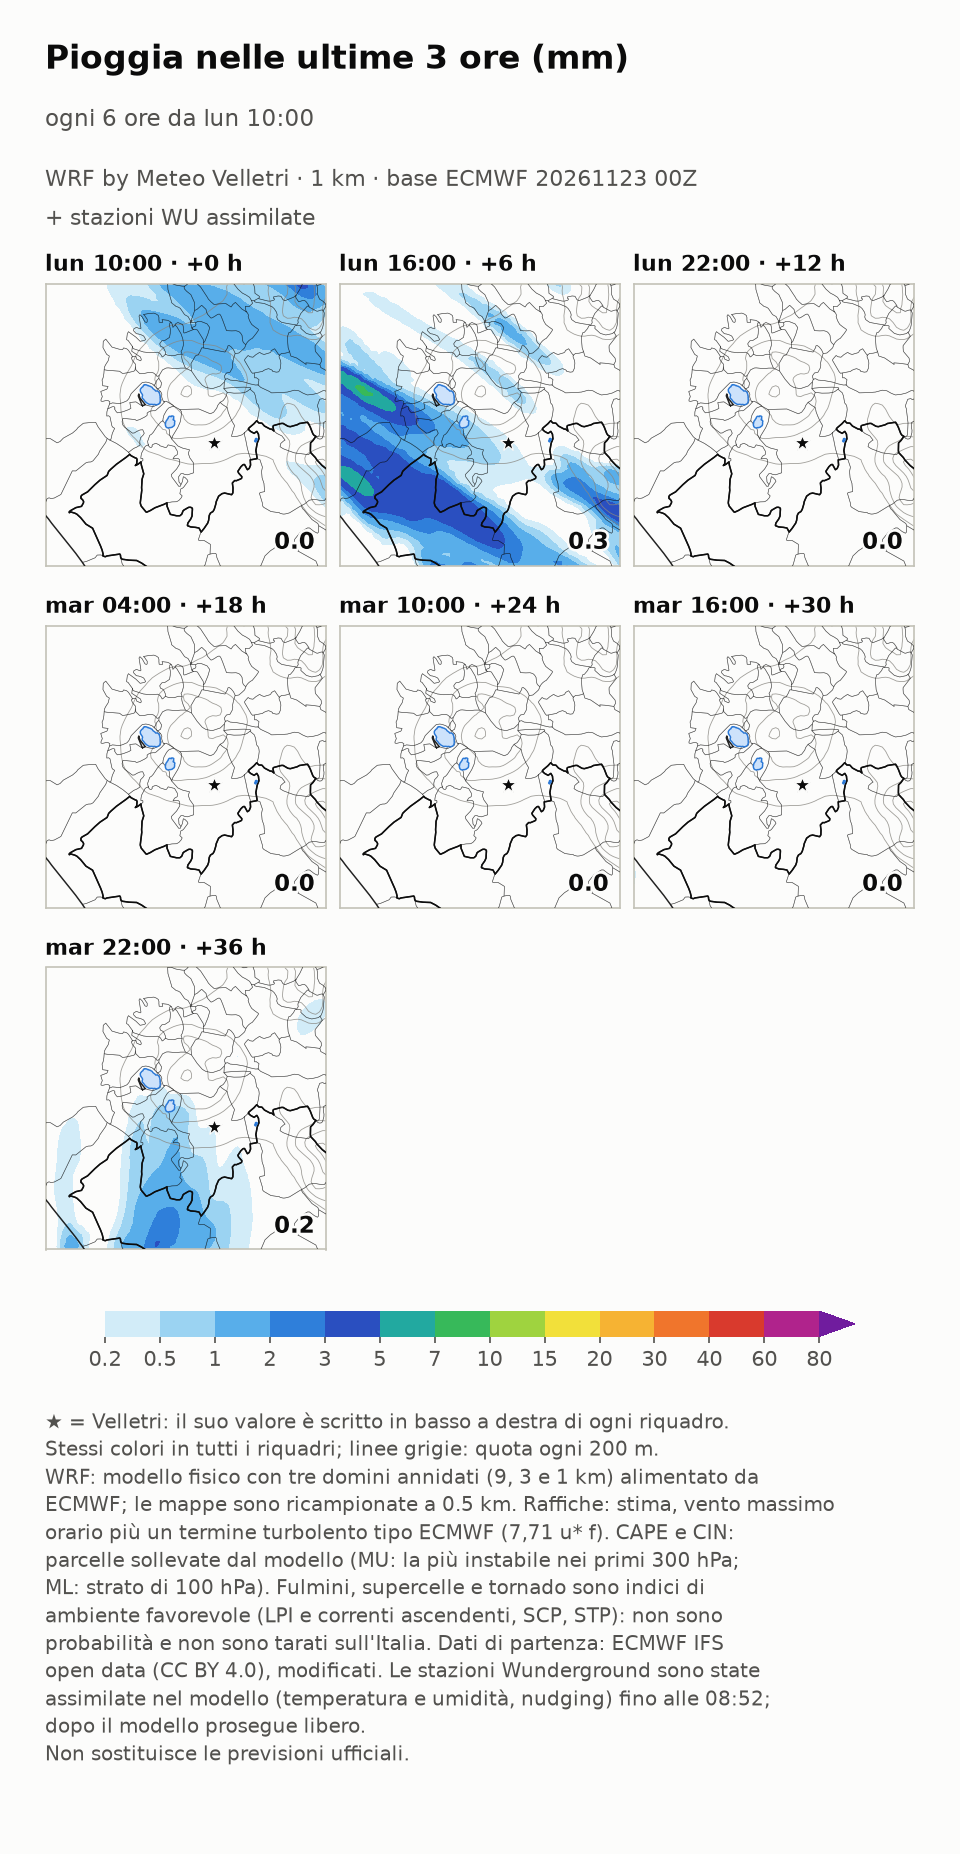 Pioggia nelle ultime 3 ore (mm)
ogni 6 ore da lun 10:00
WRF by Meteo Velletri · 1 km · base ECMWF 20261123 00Z
+ stazioni WU assimilate
lun 10:00 · +0 h
lun 16:00 · +6 h
lun 22:00 · +12 h
0.0
0.3
0.0
mar 04:00 · +18 h
mar 10:00 · +24 h
mar 16:00 · +30 h
0.0
0.0
0.0
mar 22:00 · +36 h
0.2
0.2 0.5 1 2 3 5 7 10 15 20 30 40 60 80
★ = Velletri: il suo valore è scritto in basso a destra di ogni riquadro.
Stessi colori in tutti i riquadri; linee grigie: quota ogni 200 m.
WRF: modello fisico con tre domini annidati (9, 3 e 1 km) alimentato da
ECMWF; le mappe sono ricampionate a 0.5 km. Raffiche: stima, vento massimo
orario più un termine turbolento tipo ECMWF (7,71 u* f). CAPE e CIN:
parcelle sollevate dal modello (MU: la più instabile nei primi 300 hPa;
ML: strato di 100 hPa). Fulmini, supercelle e tornado sono indici di
ambiente favorevole (LPI e correnti ascendenti, SCP, STP): non sono
probabilità e non sono tarati sull'Italia. Dati di partenza: ECMWF IFS
open data (CC BY 4.0), modificati. Le stazioni Wunderground sono state
assimilate nel modello (temperatura e umidità, nudging) fino alle 08:52;
dopo il modello prosegue libero.
Non sostituisce le previsioni ufficiali.